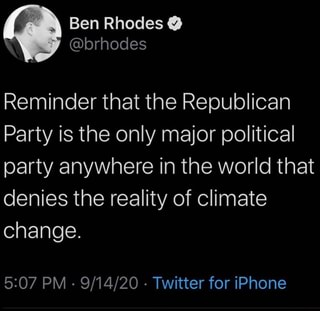 Ben Rhodes
@brhodes
Reminder that the Republican
Party is the only major political
party anywhere in the world that
denies the reality of climate
change.
5:07 PM · 9/14/20 · Twitter for iPhone